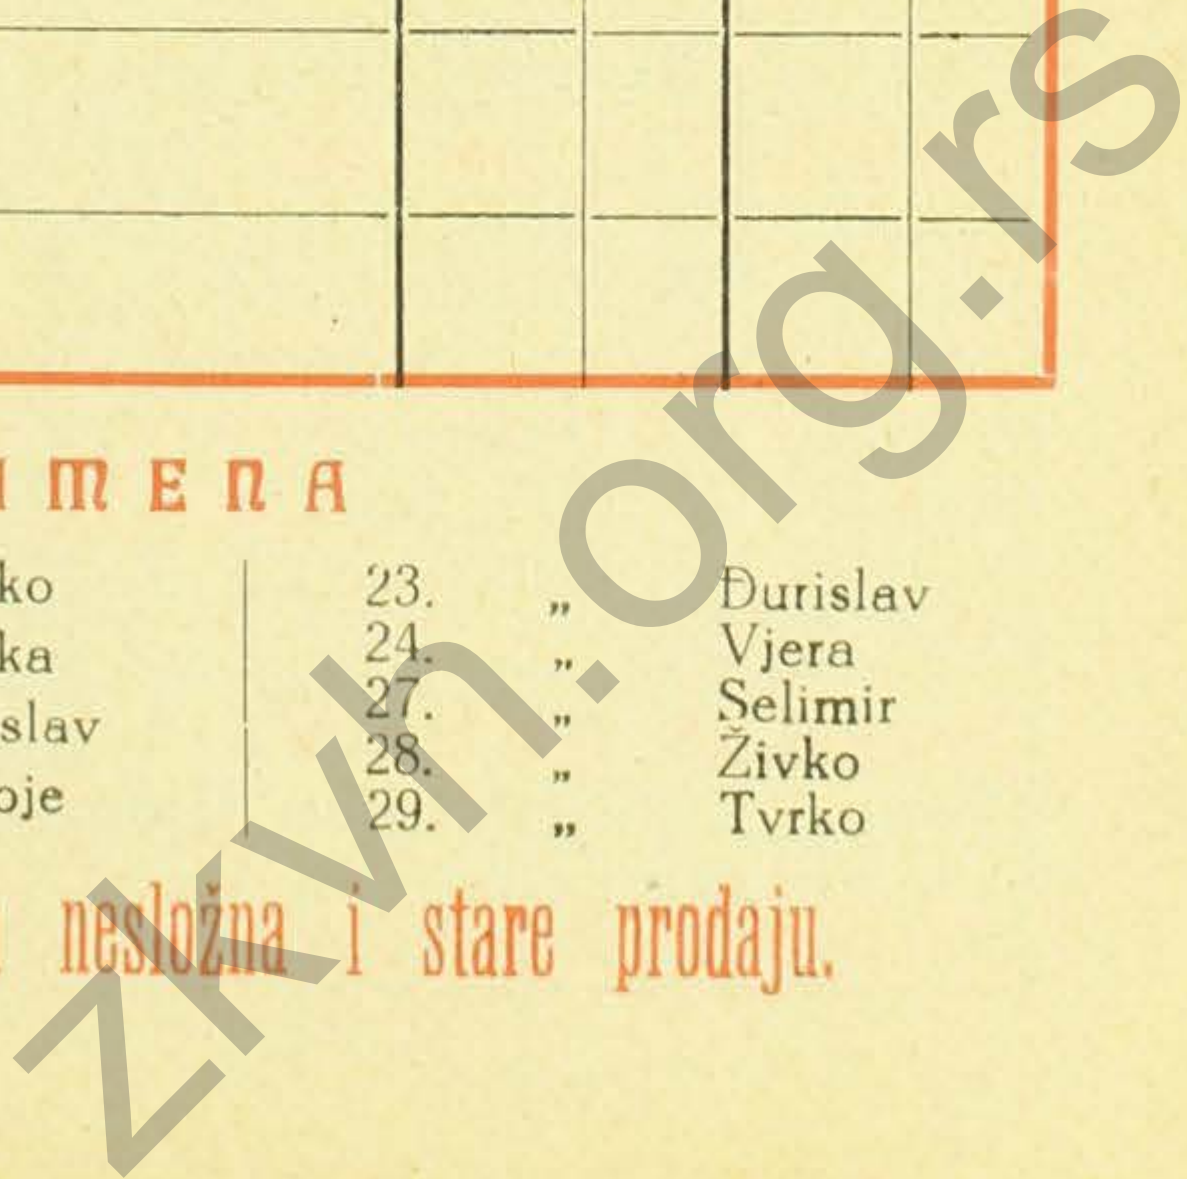 IMENA
ko
ka
slav
oje
23. „ Đurislav
24. „ Vjera
27. „ Selimir
28. „ Živko
29. „ Tvrko
nesložna i stare prodaju.
zkvh.org.rs